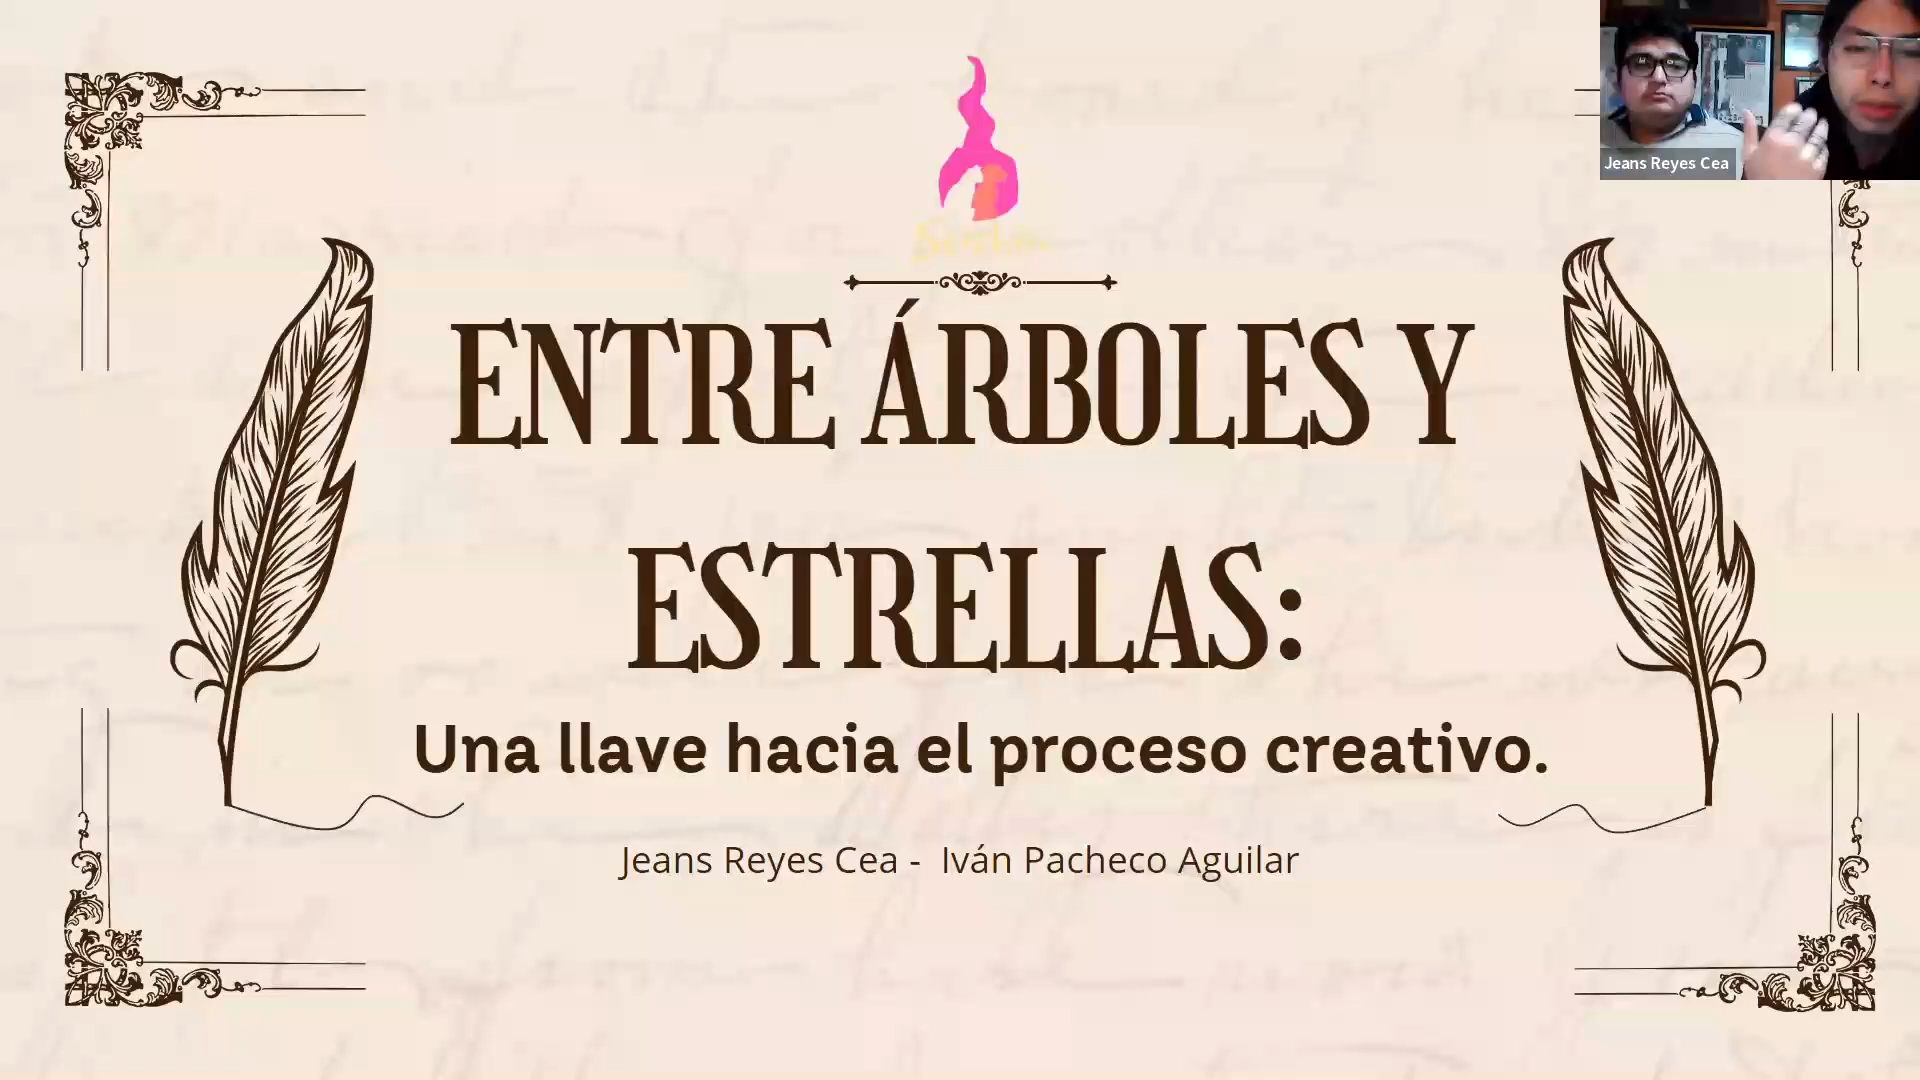 Jeans Reyes Cea
ENTRE ÁRBOLES Y
ESTRELLAS:
Una llave hacia el proceso creativo.
Jeans Reyes Cea - Iván Pacheco Aguilar